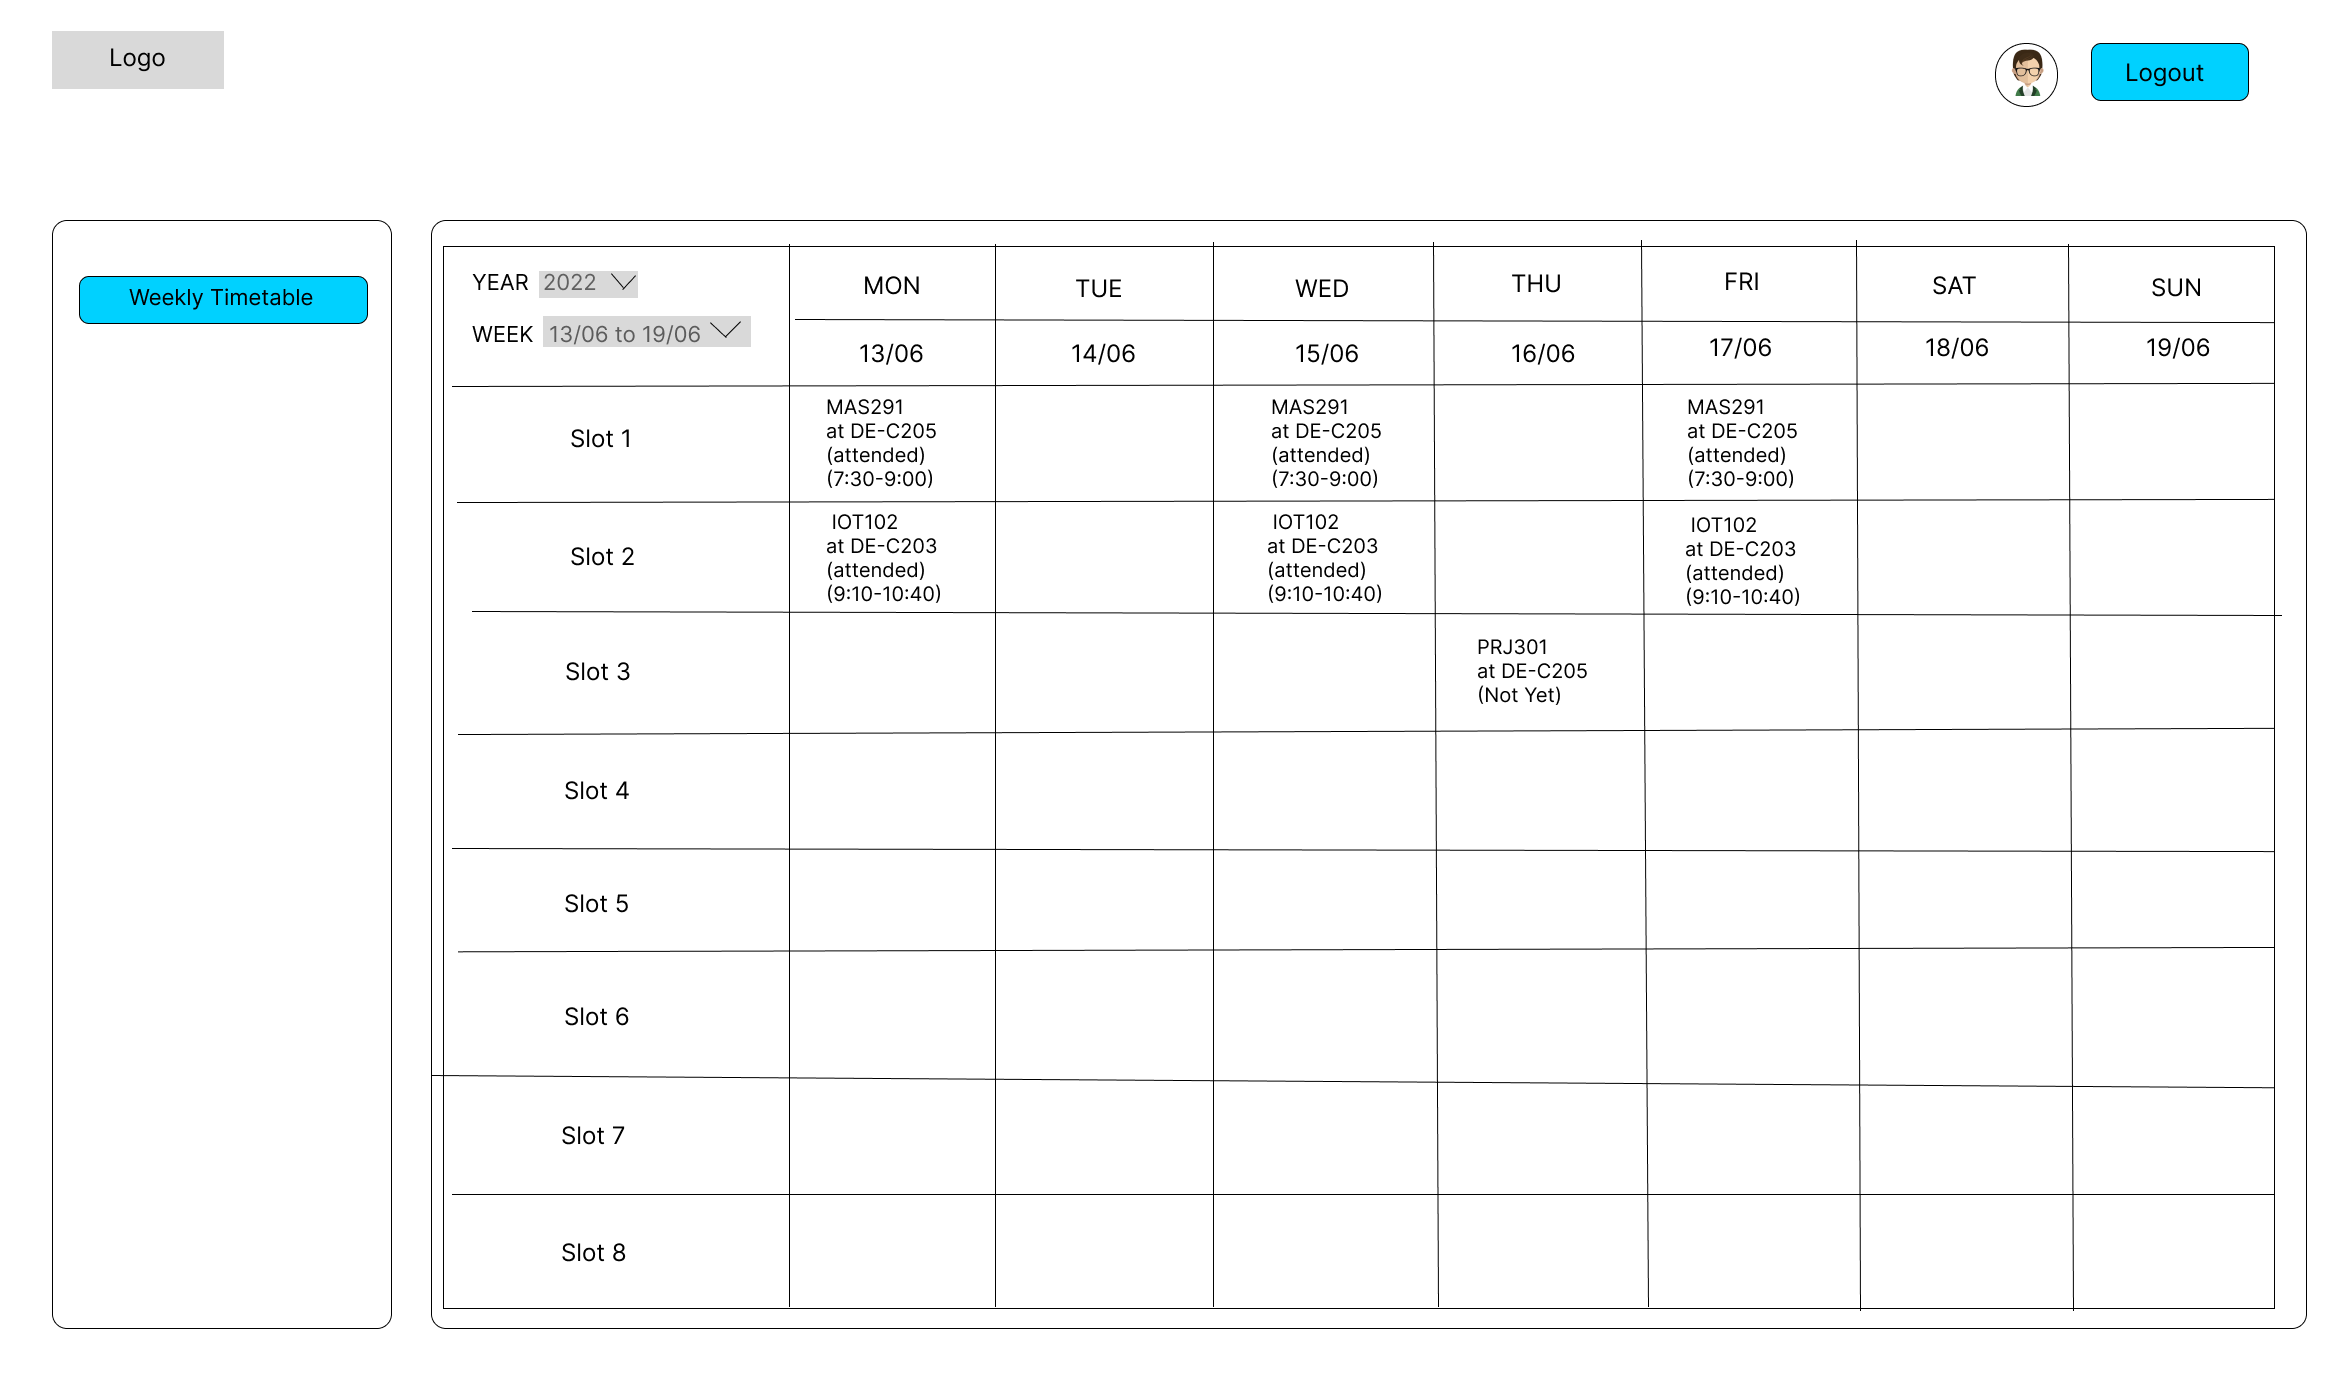 Logo
Logout
Weekly Timetable
YEAR 2022
WEEK 13/06 to 19/06
MON TUE WED THU FRI SAT SUN
13/06 14/06 15/06 16/06 17/06 18/06 19/06
Slot 1
MAS291
at DE-C205
(attended)
(7:30-9:00)
MAS291
at DE-C205
(attended)
(7:30-9:00)
MAS291
at DE-C205
(attended)
(7:30-9:00)
Slot 2
IOT102
at DE-C203
(attended)
(9:10-10:40)
IOT102
at DE-C203
(attended)
(9:10-10:40)
IOT102
at DE-C203
(attended)
(9:10-10:40)
Slot 3
PRJ301
at DE-C205
(Not Yet)
Slot 4
Slot 5
Slot 6
Slot 7
Slot 8